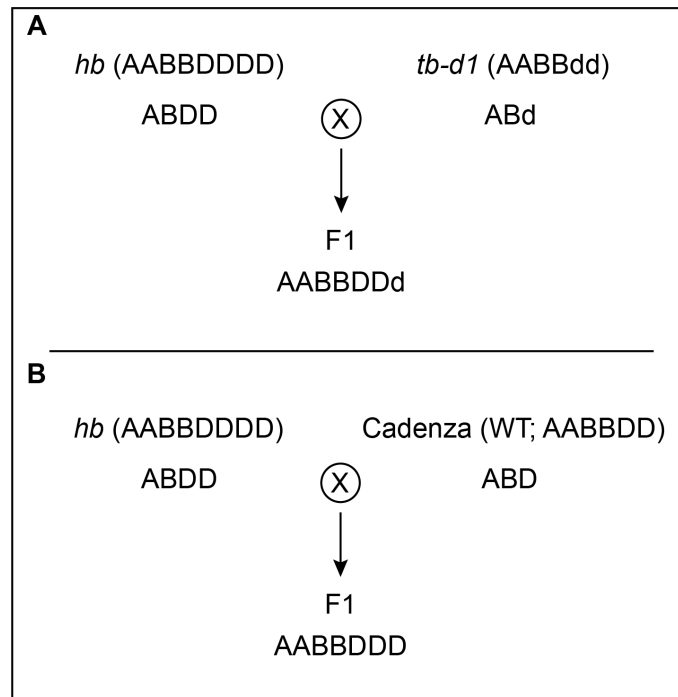 A
hb (AABBDDDD) tb-d1 (AABBdd)
ABDD X ABd
F1
AABBDDd
B
hb (AABBDDDD) Cadenza (WT; AABBDD)
ABDD X ABD
F1
AABBDDD